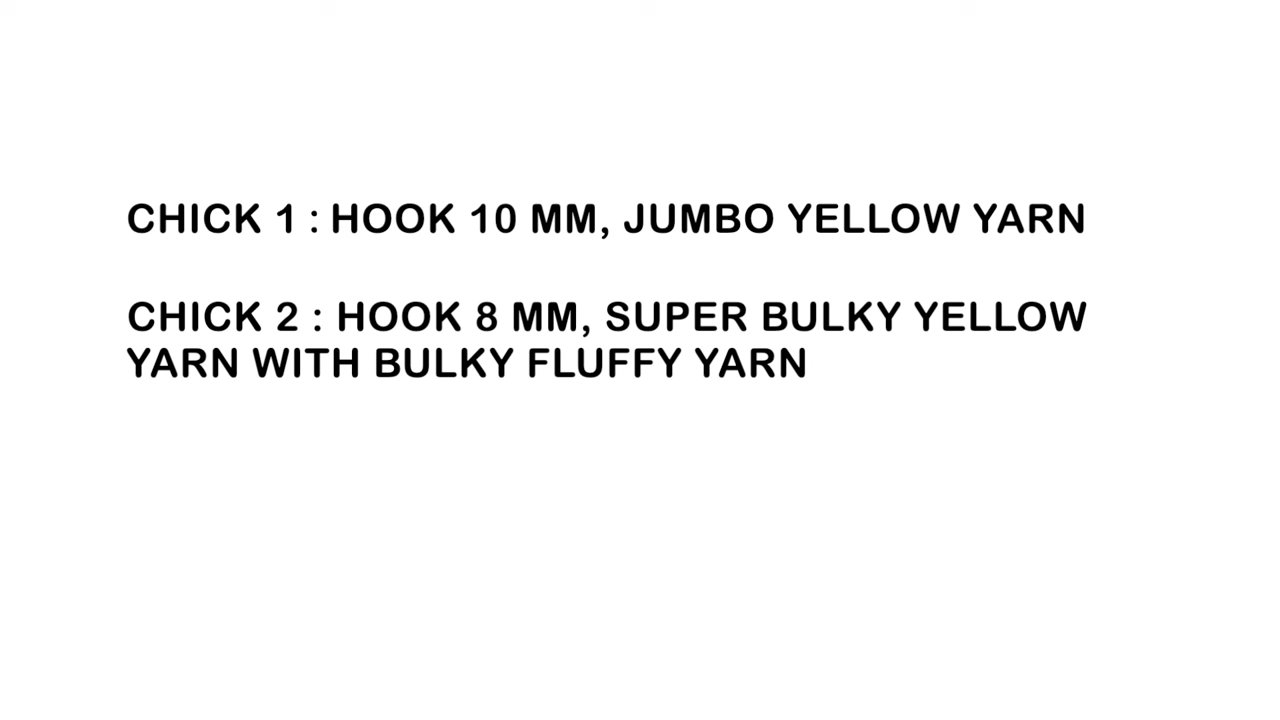 CHICK 1 : HOOK 10 MM, JUMBO YELLOW YARN
CHICK 2 : HOOK 8 MM, SUPER BULKY YELLOW
YARN WITH BULKY FLUFFY YARN